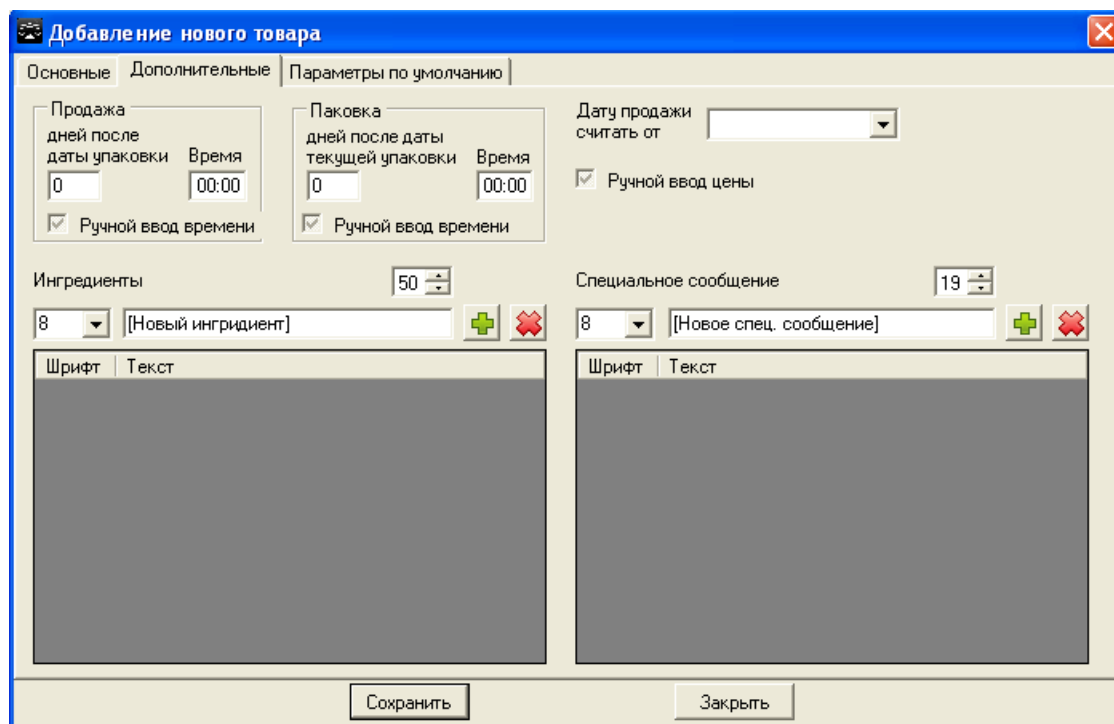 Добавление нового товара
Основные Дополнительные Параметры по умолчанию
Продажа
дней после
даты упаковки Время
0 00:00
Ручной ввод времени
Паковка
дней после даты
текущей упаковки Время
0 00:00
Ручной ввод времени
Дату продажи
считать от
Ручной ввод цены
Ингредиенты 50
8 [Новый ингридиент]
Шрифт Текст
Специальное сообщение 19
8 [Новое спец. сообщение]
Шрифт Текст
Сохранить Закрыть